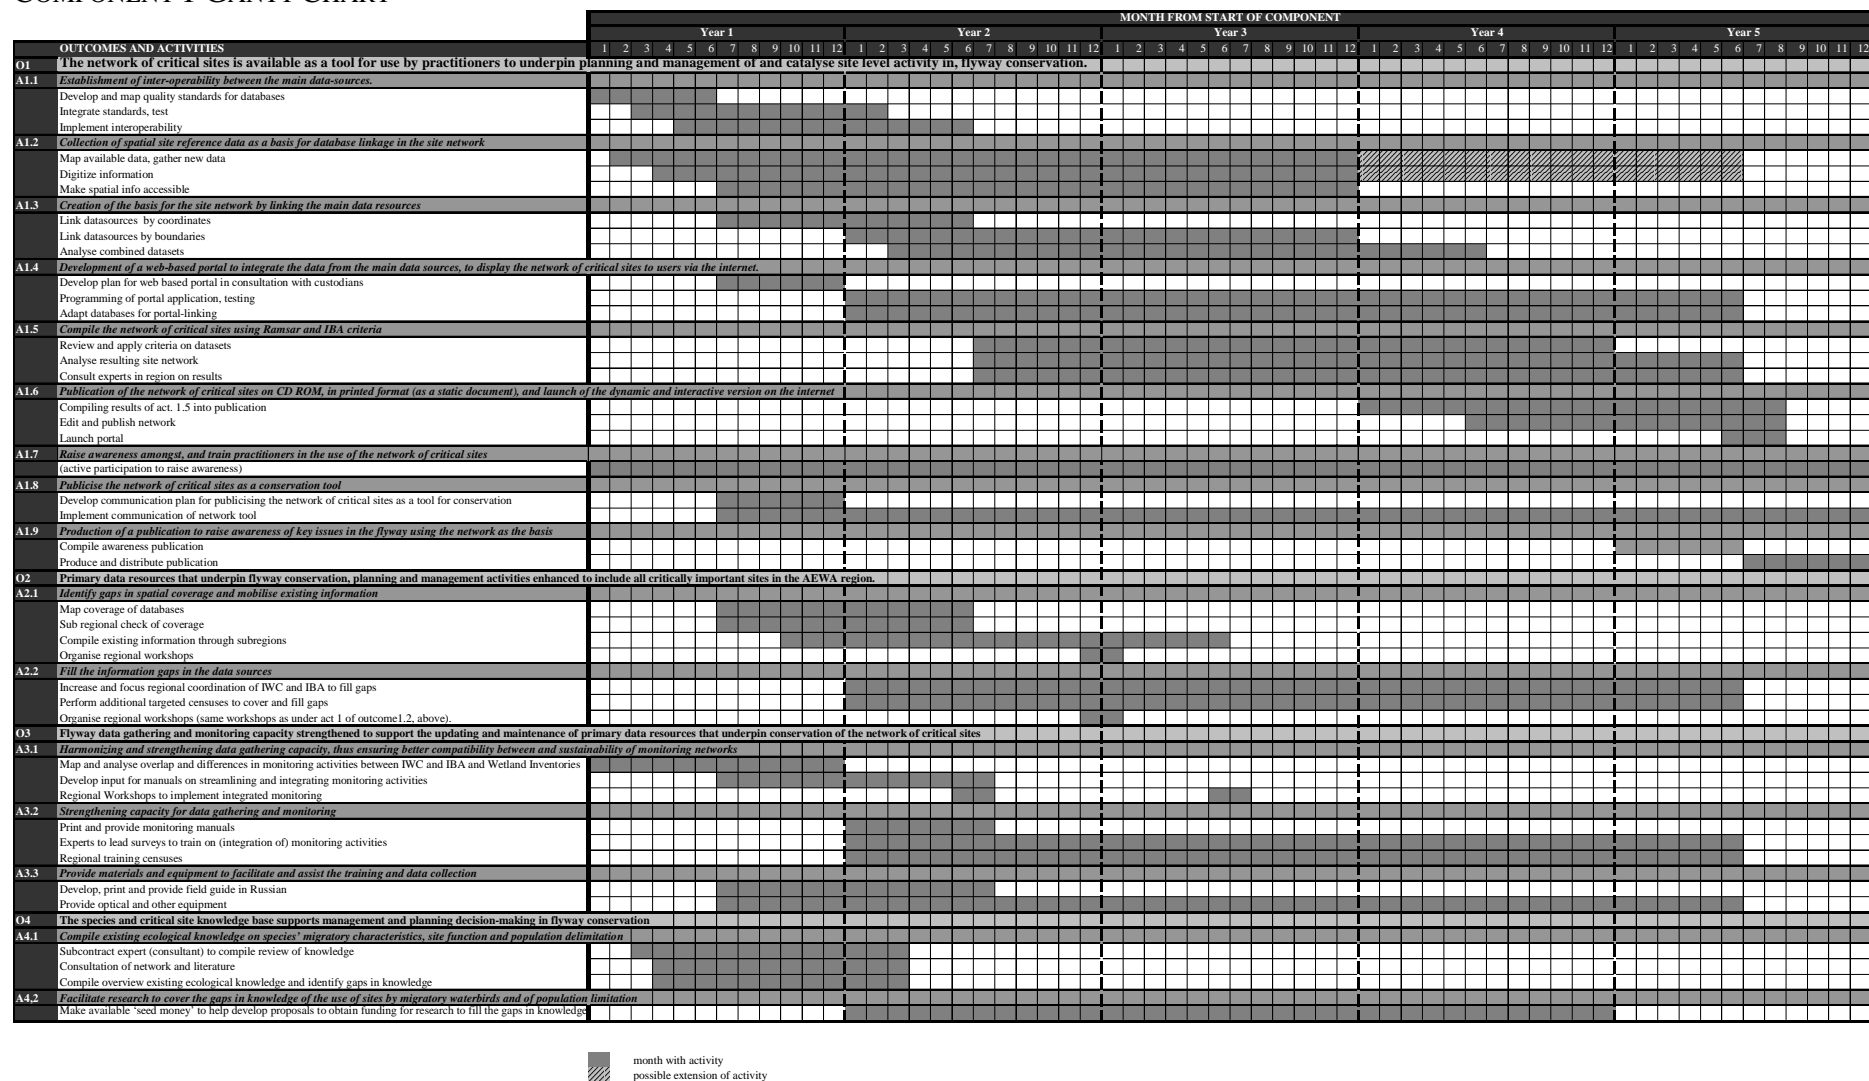 COMPONENT 1 GANTT CHART
MONTH FROM START OF COMPONENT
Year 1 Year 2 Year 3 Year 4 Year 5
OUTCOMES AND ACTIVITIES 1 2 3 4 5 6 7 8 9 10 11 12 1 2 3 4 5 6 7 8 9 10 11 12 1 2 3 4 5 6 7 8 9 10 11 12 1 2 3 4 5 6 7 8 9 10 11 12 1 2 3 4 5 6 7 8 9 10 11 12
O1 The network of critical sites is available as a tool for use by practitioners to underpin planning and management of and catalyse site level activity in, flyway conservation.
A1.1 Establishment of inter-operability between the main data-sources.
Develop and map quality standards for databases
Integrate standards, test
Implement interoperability
A1.2 Collection of spatial site reference data as a basis for database linkage in the site network
Map available data, gather new data
Digitize information
Make spatial info accessible
A1.3 Creation of the basis for the site network by linking the main data resources
Link datasources by coordinates
Link datasources by boundaries
Analyse combined datasets
A1.4 Development of a web-based portal to integrate the data from the main data sources, to display the network of critical sites to users via the internet.
Develop plan for web based portal in consultation with custodians
Programming of portal application, testing
Adapt databases for portal-linking
A1.5 Compile the network of critical sites using Ramsar and IBA criteria
Review and apply criteria on datasets
Analyse resulting site network
Consult experts in region on results
A1.6 Publication of the network of critical sites on CD ROM, in printed format (as a static document), and launch of the dynamic and interactive version on the internet
Compiling results of act. 1.5 into publication
Edit and publish network
Launch portal
A1.7 Raise awareness amongst, and train practitioners in the use of the network of critical sites
(active participation to raise awareness)
A1.8 Publicise the network of critical sites as a conservation tool
Develop communication plan for publicising the network of critical sites as a tool for conservation
Implement communication of network tool
A1.9 Production of a publication to raise awareness of key issues in the flyway using the network as the basis
Compile awareness publication
Produce and distribute publication
O2 Primary data resources that underpin flyway conservation, planning and management activities enhanced to include all critically important sites in the AEWA region.
A2.1 Identify gaps in spatial coverage and mobilise existing information
Map coverage of databases
Sub regional check of coverage
Compile existing information through subregions
Organise regional workshops
A2.2 Fill the information gaps in the data sources
Increase and focus regional coordination of IWC and IBA to fill gaps
Perform additional targeted censuses to cover and fill gaps
Organise regional workshops (same workshops as under act 1 of outcome1.2, above).
O3 Flyway data gathering and monitoring capacity strengthened to support the updating and maintenance of primary data resources that underpin conservation of the network of critical sites
A3.1 Harmonizing and strengthening data gathering capacity, thus ensuring better compatibility between and sustainability of monitoring networks
Map and analyse overlap and differences in monitoring activities between IWC and IBA and Wetland Inventories
Develop input for manuals on streamlining and integrating monitoring activities
Regional Workshops to implement integrated monitoring
A3.2 Strengthening capacity for data gathering and monitoring
Print and provide monitoring manuals
Experts to lead surveys to train on (integration of) monitoring activities
Regional training censuses
A3.3 Provide materials and equipment to facilitate and assist the training and data collection
Develop, print and provide field guide in Russian
Provide optical and other equipment
O4 The species and critical site knowledge base supports management and planning decision-making in flyway conservation
A4.1 Compile existing ecological knowledge on species' migratory characteristics, site function and population delimitation
Subcontract expert (consultant) to compile review of knowledge
Consultation of network and literature
Compile overview existing ecological knowledge and identify gaps in knowledge
A4,2 Facilitate research to cover the gaps in knowledge of the use of sites by migratory waterbirds and of population limitation
Make available 'seed money' to help develop proposals to obtain funding for research to fill the gaps in knowledge
month with activity
possible extension of activity